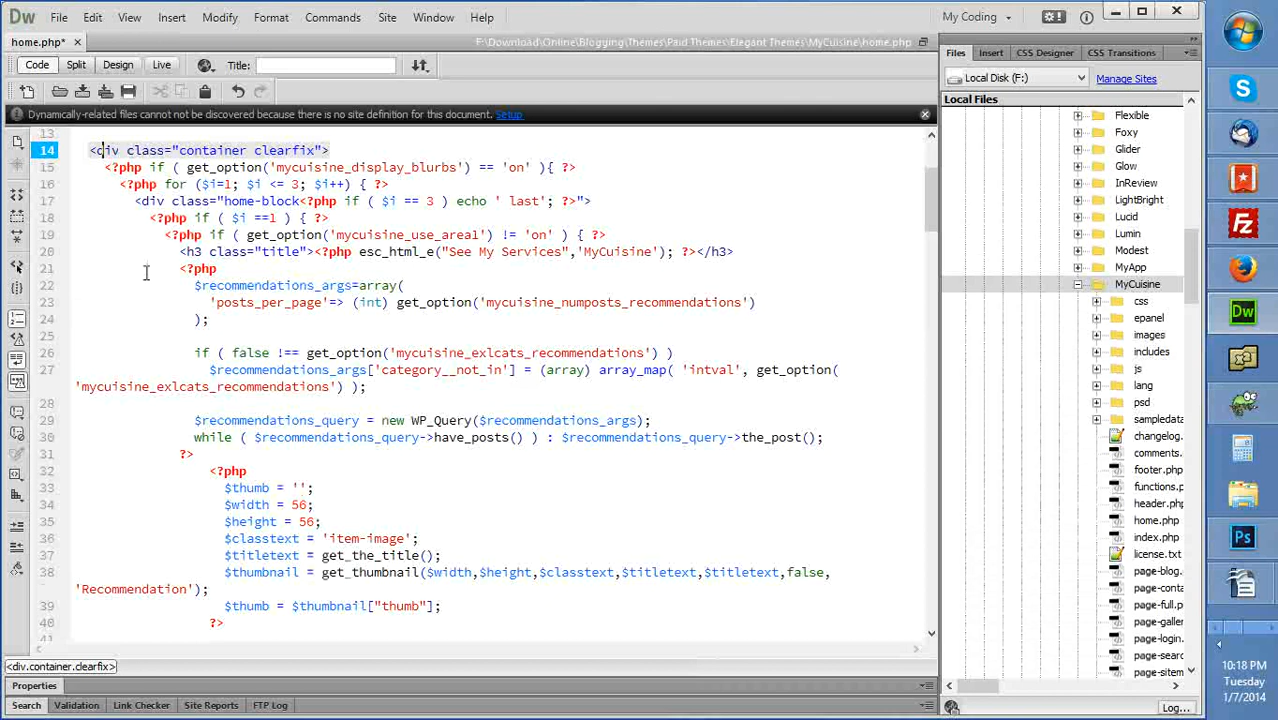 Dw File Edit View Insert Modify Format Commands Site Window Help My Coding
home.php* F:\Download\Online\Blogging\Themes\Paid Themes\Elegant Themes\MyCuisine\home.php
Code Split Design Live Title:
Dynamically-related files cannot not be discovered because there is no site definition for this document. Setup
13
14 <div class="container clearfix">
15 <?php if ( get_option('mycuisine_display_blurbs') == 'on' ){ ?>
16 <?php for ($i=1; $i <= 3; $i++) { ?>
17 <div class="home-block<?php if ( $i == 3 ) echo ' last'; ?>">
18 <?php if ( $i ==1 ) { ?>
19 <?php if ( get_option('mycuisine_use_area1') != 'on' ) { ?>
20 <h3 class="title"><?php esc_html_e("See My Services",'MyCuisine'); ?></h3>
21 <?php
22 $recommendations_args=array(
23 'posts_per_page'=> (int) get_option('mycuisine_numposts_recommendations')
24 );
25
26 if ( false !== get_option('mycuisine_exlcats_recommendations') )
27 $recommendations_args['category__not_in'] = (array) array_map( 'intval', get_option(
'mycuisine_exlcats_recommendations') );
28
29 $recommendations_query = new WP_Query($recommendations_args);
30 while ( $recommendations_query->have_posts() ) : $recommendations_query->the_post();
31 ?>
32 <?php
33 $thumb = '';
34 $width = 56;
35 $height = 56;
36 $classtext = 'item-image';
37 $titletext = get_the_title();
38 $thumbnail = get_thumbnail($width,$height,$classtext,$titletext,$titletext,false,
'Recommendation');
39 $thumb = $thumbnail["thumb"];
40 ?>
41
<div.container.clearfix>
Properties
Search Validation Link Checker Site Reports FTP Log
Files Insert CSS Designer CSS Transitions
Local Disk (F:) Manage Sites
Local Files
Flexible
Foxy
Glider
Glow
InReview
LightBright
Lucid
Lumin
Modest
MyApp
MyCuisine
css
epanel
images
includes
js
lang
psd
sampledata
changelog.
comments.
footer.php
functions.p
header.php
home.php
index.php
license.txt
page-blog.
page-conta
page-full.p
page-galler
page-login.
page-searc
page-sitem
Log...
S
Fz
Dw
Ps
10:18 PM
Tuesday
1/7/2014